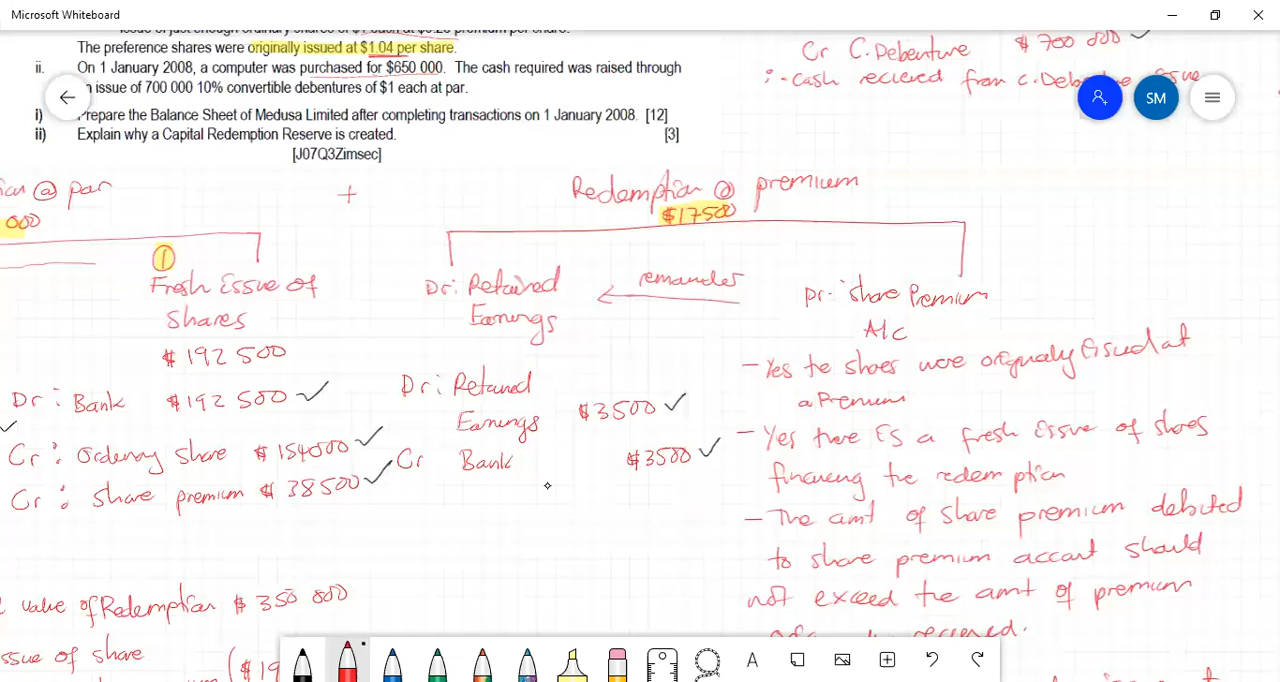 Microsoft Whiteboard
The preference shares were originally issued at $1.04 per share.
ii. On 1 January 2008, a computer was purchased for $650 000. The cash required was raised through
issue of 700 000 10% convertible debentures of $1 each at par.
i) Prepare the Balance Sheet of Medusa Limited after completing transactions on 1 January 2008. [12]
ii) Explain why a Capital Redemption Reserve is created. [3]
[J07Q3Zimsec]
Cr C.Debenture $700 000
∴ Cash recieved from C.Debenture issue
SM
@ par
+
Redemption @ premium
000
$17500
1
Fresh issue of
shares
$192 500
Dr: Retained
Earnings
remainder
Dr: Share Premium
A/c
Dr: Bank $192 500
Cr: Ordenary share $154000
Cr: share premium $38500
Dr: Retained
Earnings $3500
Cr Bank $3500
- Yes the shares were originally issued at
a Premium
- Yes there is a fresh issue of shares
financing the redemption
- The amt of share premium debited
to share premium account should
not exceed the amt of premium
value of Redemption $350 000
issue of share
A